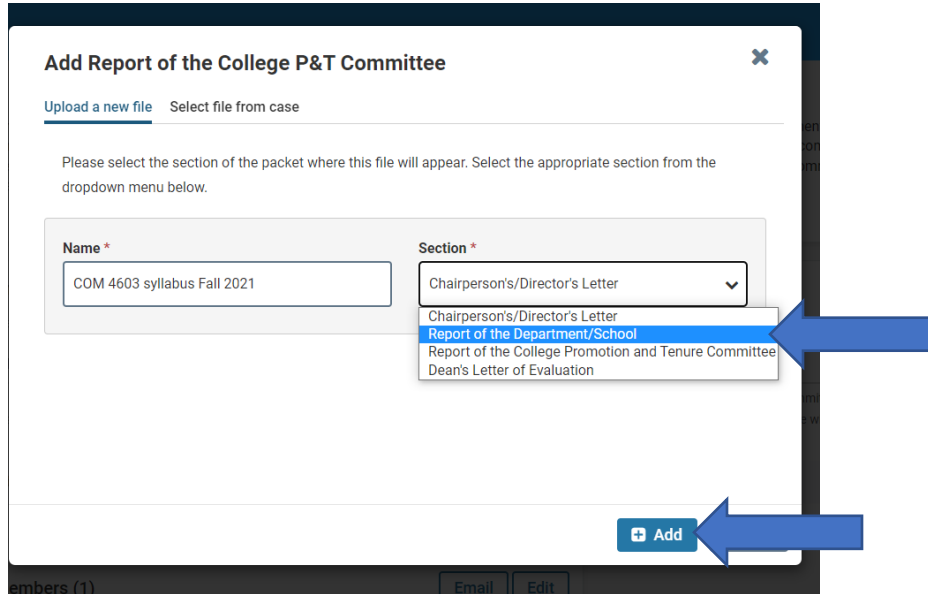 Add Report of the College P&T Committee
Upload a new file Select file from case
Please select the section of the packet where this file will appear. Select the appropriate section from the
dropdown menu below.
Name * Section *
COM 4603 syllabus Fall 2021 Chairperson's/Director's Letter
Chairperson's/Director's Letter
Report of the Department/School
Report of the College Promotion and Tenure Committee
Dean's Letter of Evaluation
Add
embers (1) Email Edit